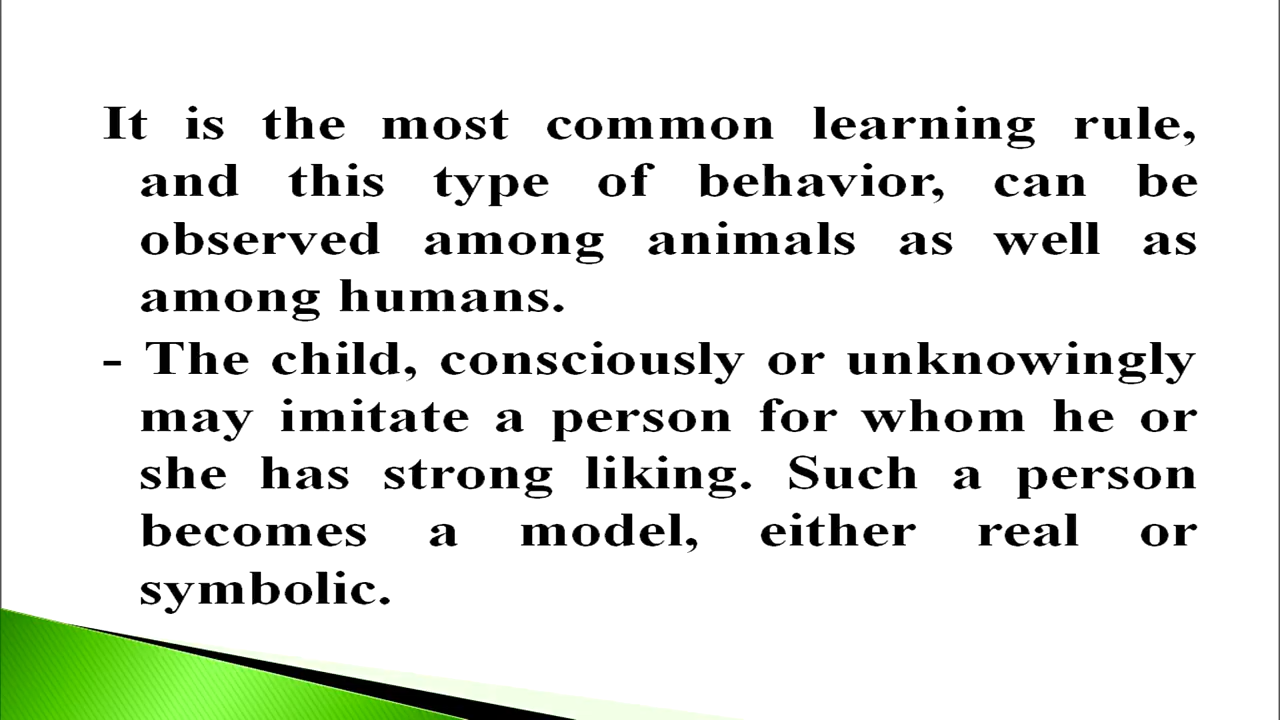 It is the most common learning rule,
and this type of behavior, can be
observed among animals as well as
among humans.
- The child, consciously or unknowingly
may imitate a person for whom he or
she has strong liking. Such a person
becomes a model, either real or
symbolic.